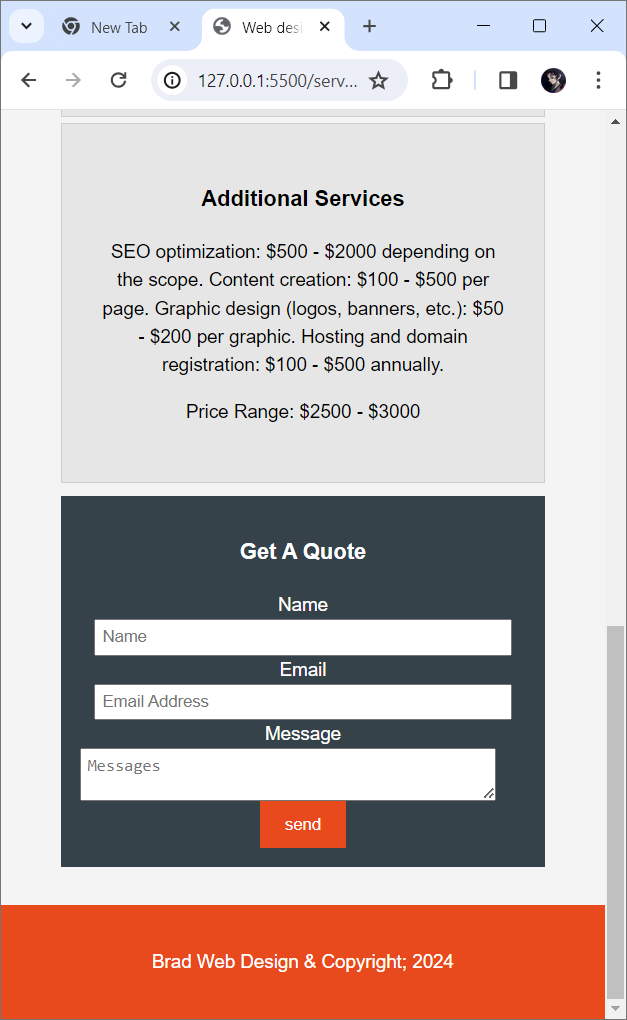 New Tab
Web desi
127.0.0.1:5500/serv...
Additional Services
SEO optimization: $500 - $2000 depending on
the scope. Content creation: $100 - $500 per
page. Graphic design (logos, banners, etc.): $50
- $200 per graphic. Hosting and domain
registration: $100 - $500 annually.
Price Range: $2500 - $3000
Get A Quote
Name
Name
Email
Email Address
Message
Messages
send
Brad Web Design & Copyright; 2024